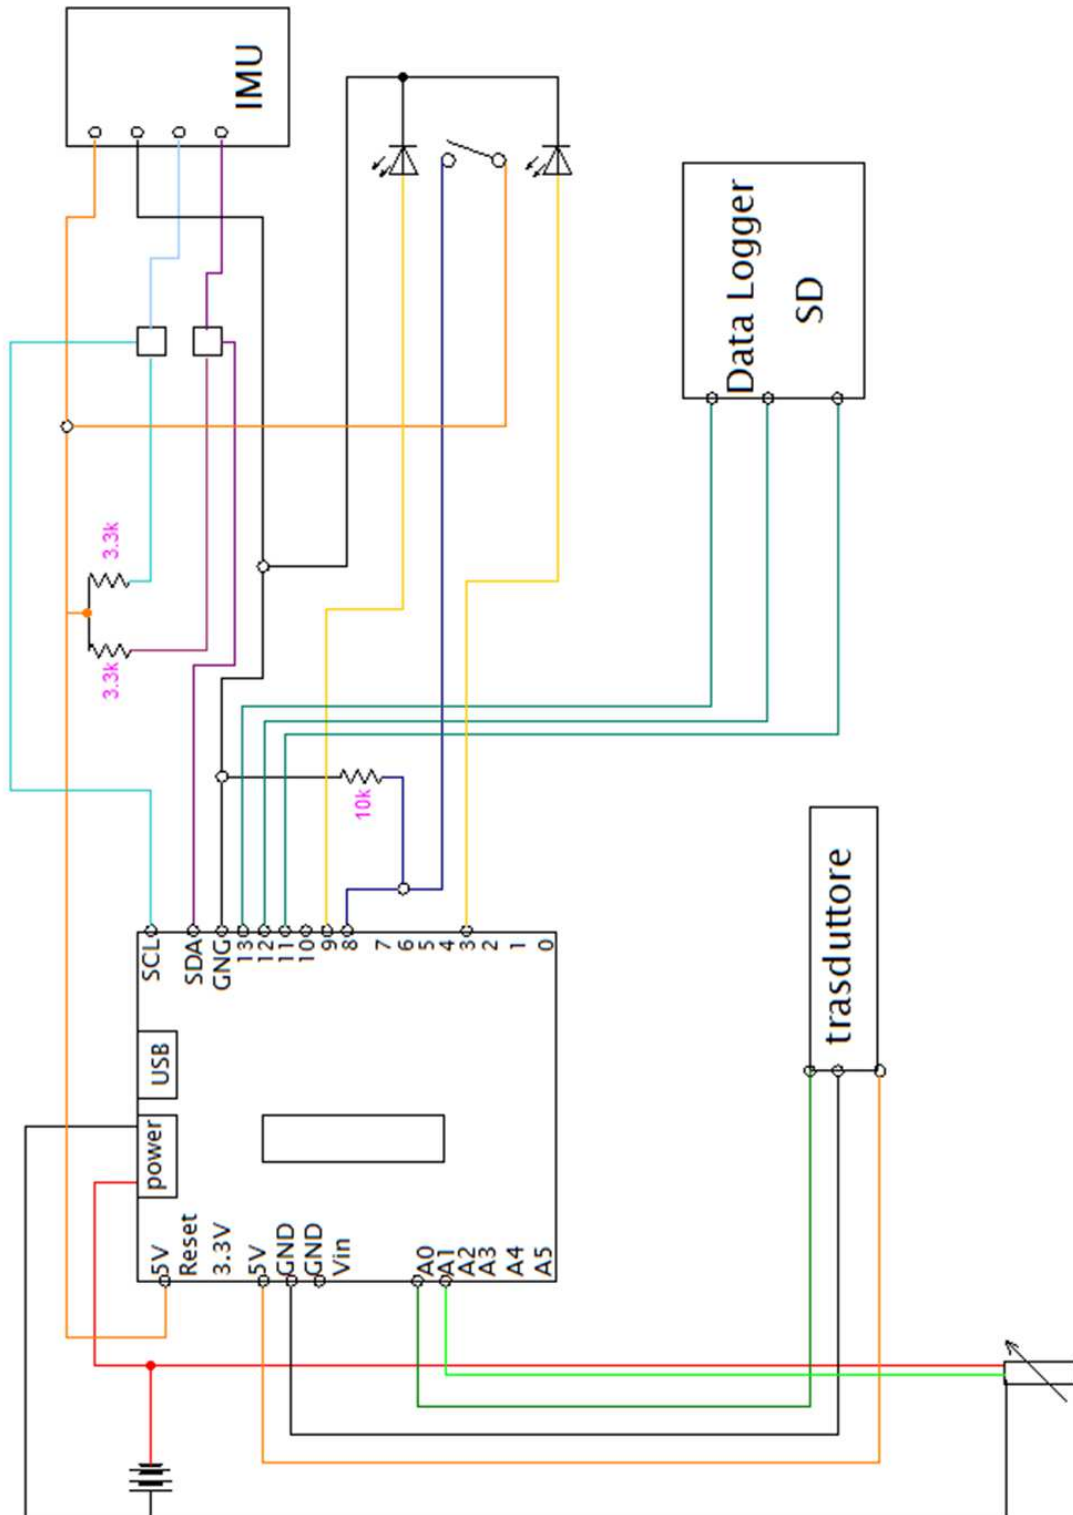 IMU
Data Logger
SD
3.3k
3.3k
10k
SCL
SDA
GNG
13
12
11
10
9
8
7
6
5
4
3
2
1
0
USB
power
5V
Reset
3.3V
5V
GND
GND
Vin
A0
A1
A2
A3
A4
A5
trasduttore